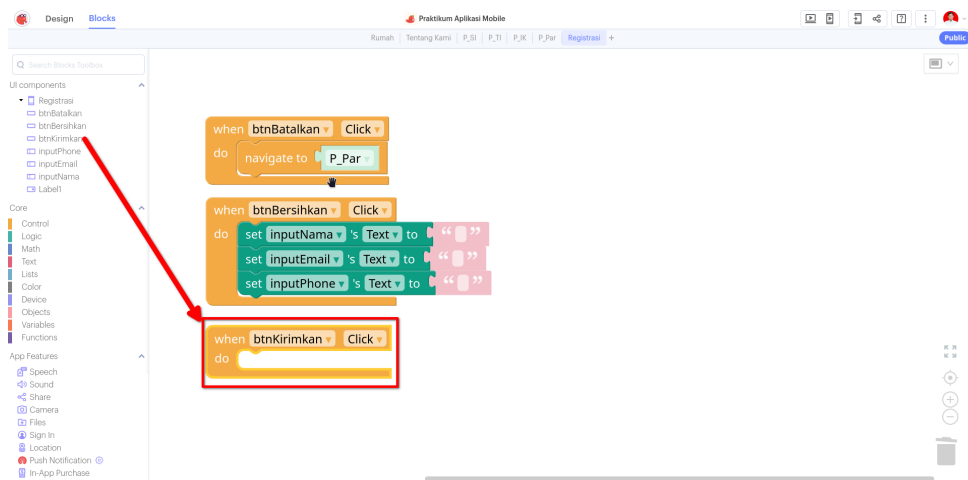 Design Blocks Praktikum Aplikasi Mobile
Rumah Tentang Kami P_SI P_TI P_IK P_Par Registrasi +
Public
Search Blocks Toolbox
UI components
Registrasi
btnBatalkan
btnBersihkan
btnKirimkan
inputPhone
inputEmail
inputNama
Label1
Core
Control
Logic
Math
Text
Lists
Color
Device
Objects
Variables
Functions
App Features
Speech
Sound
Share
Camera
Files
Sign In
Location
Push Notification
In-App Purchase
when btnBatalkan Click
do navigate to P_Par
when btnBersihkan Click
do set inputNama 's Text to “ ”
set inputEmail 's Text to “ ”
set inputPhone 's Text to “ ”
when btnKirimkan Click
do